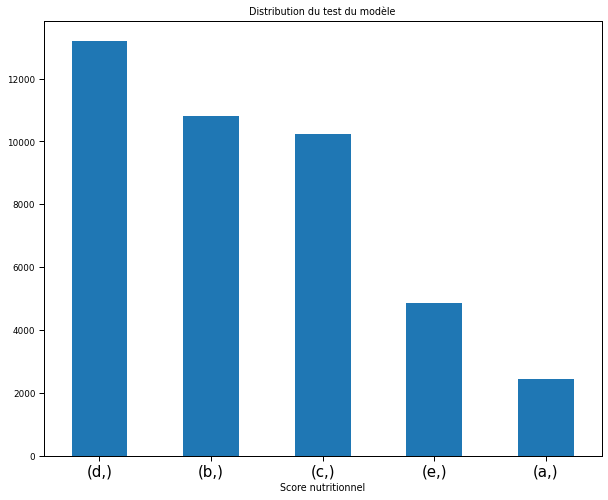 Distribution du test du modèle
12000
10000
8000
6000
4000
2000
0
(d,) (b,) (c,) (e,) (a,)
Score nutritionnel